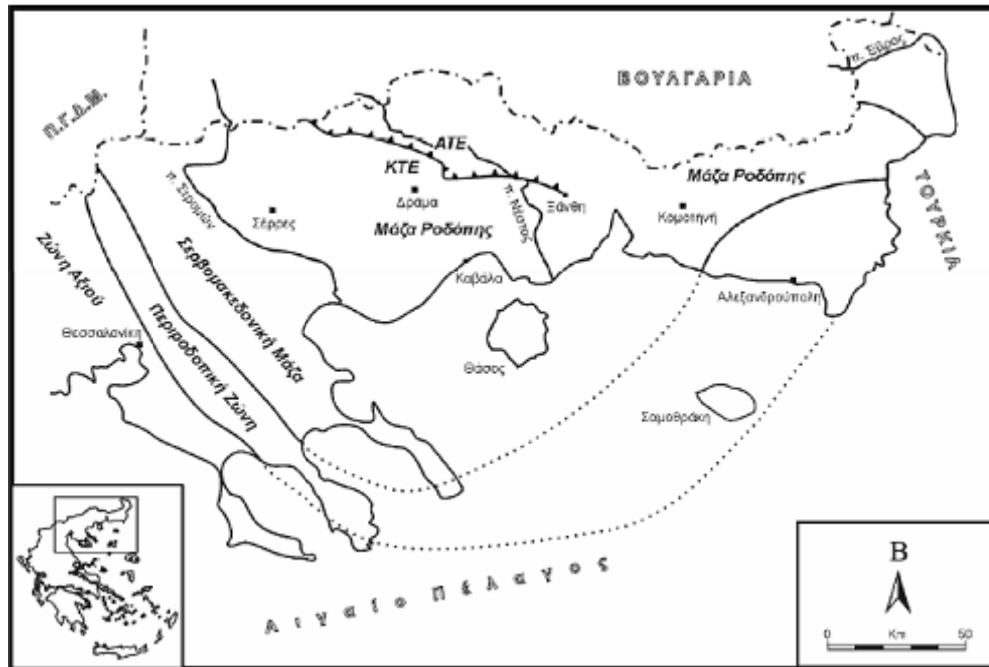 ΒΟΥΛΓΑΡΙΑ
π. Έβρος
Π.Γ.Δ.Μ.
ΑΤΕ
ΚΤΕ
Μάζα Ροδόπης
ΤΟΥΡΚΙΑ
π. Στρυμών
Δράμα
π. Νέστος
Ξάνθη
Κομοτηνή
Σέρρες
Μάζα Ροδόπης
Ζώνη Αξιού
Σερβομακεδονική Μάζα
Καβάλα
Αλεξανδρούπολη
Θεσσαλονίκη
Περιροδοπική Ζώνη
Θάσος
Σαμοθράκη
Αιγαίο Πέλαγος
Β
0 Km 50